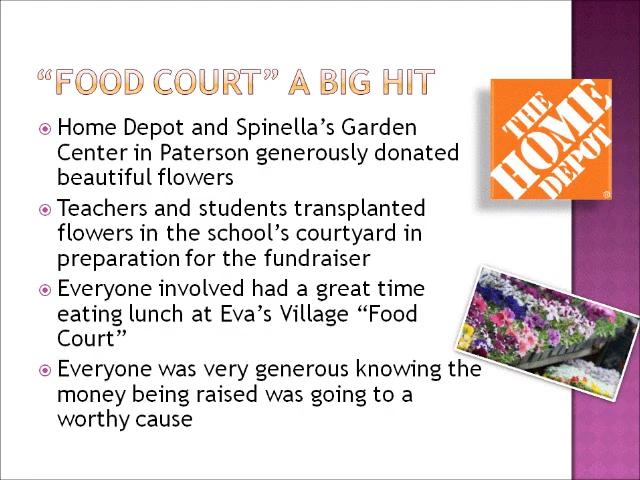 “FOOD COURT” A BIG HIT
Home Depot and Spinella’s Garden
Center in Paterson generously donated
beautiful flowers
Teachers and students transplanted
flowers in the school’s courtyard in
preparation for the fundraiser
Everyone involved had a great time
eating lunch at Eva’s Village “Food
Court”
Everyone was very generous knowing the
money being raised was going to a
worthy cause
THE
HOME
DEPOT
®